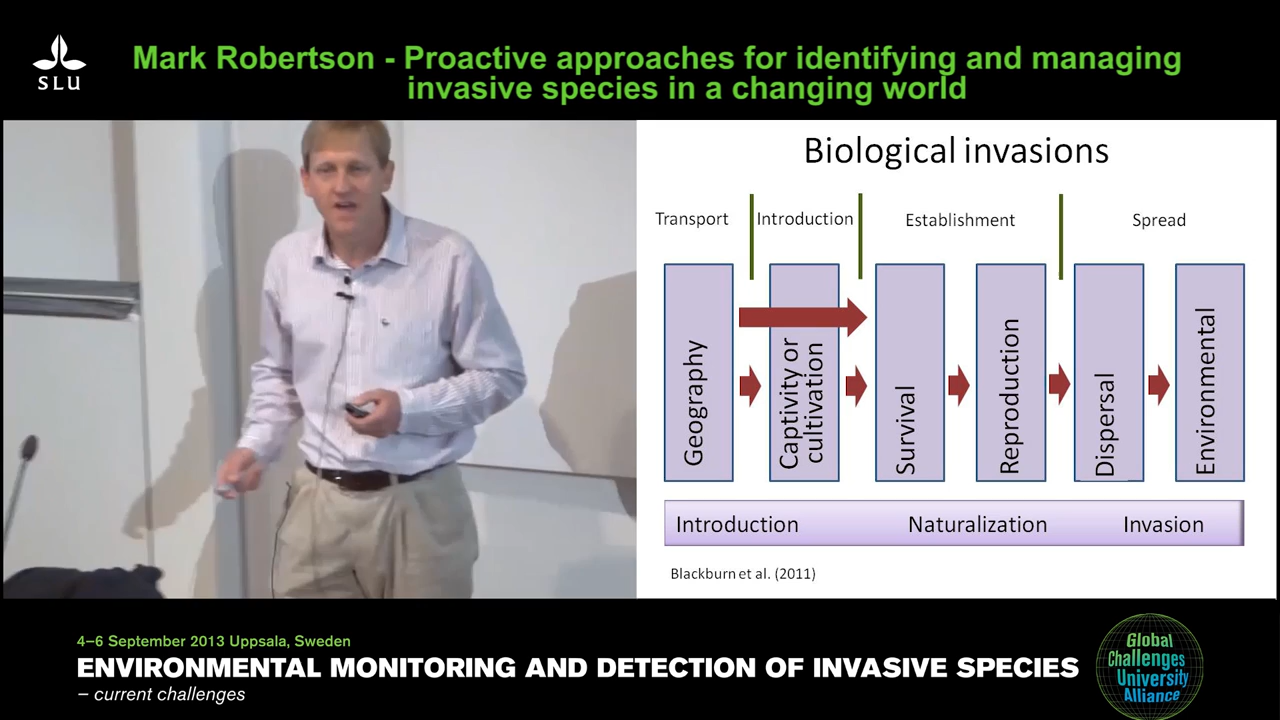 SLU
Mark Robertson - Proactive approaches for identifying and managing
invasive species in a changing world
Biological invasions
Transport Introduction Establishment Spread
Geography
Captivity or
cultivation
Survival
Reproduction
Dispersal
Environmental
Introduction Naturalization Invasion
Blackburn et al. (2011)
4–6 September 2013 Uppsala, Sweden
ENVIRONMENTAL MONITORING AND DETECTION OF INVASIVE SPECIES
– current challenges
Global
Challenges
University
Alliance